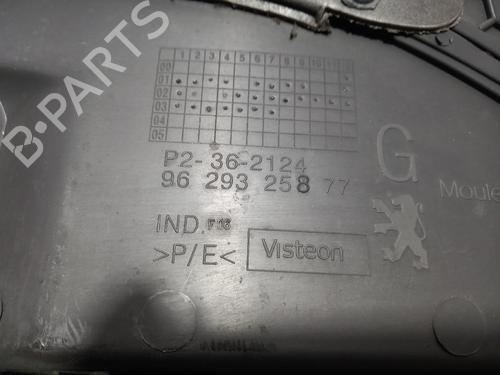 B-PARTS
1 2 3 4 5 6 7 8 9 10 11 12
00
01
02
03
04
05
P2-36-2124
G
96 293 258 77
Moule
IND. F16
>P/E<
Visteon